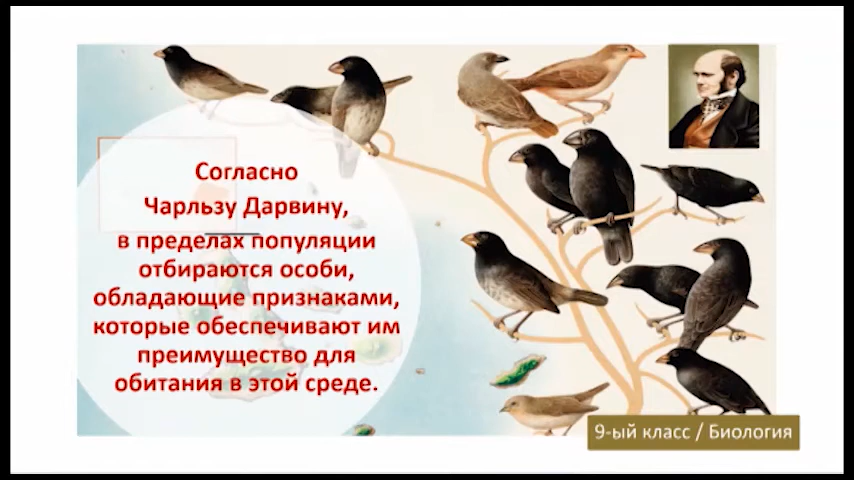 Согласно
Чарльзу Дарвину,
в пределах популяции
отбираются особи,
обладающие признаками,
которые обеспечивают им
преимущество для
обитания в этой среде.
9-ый класс / Биология